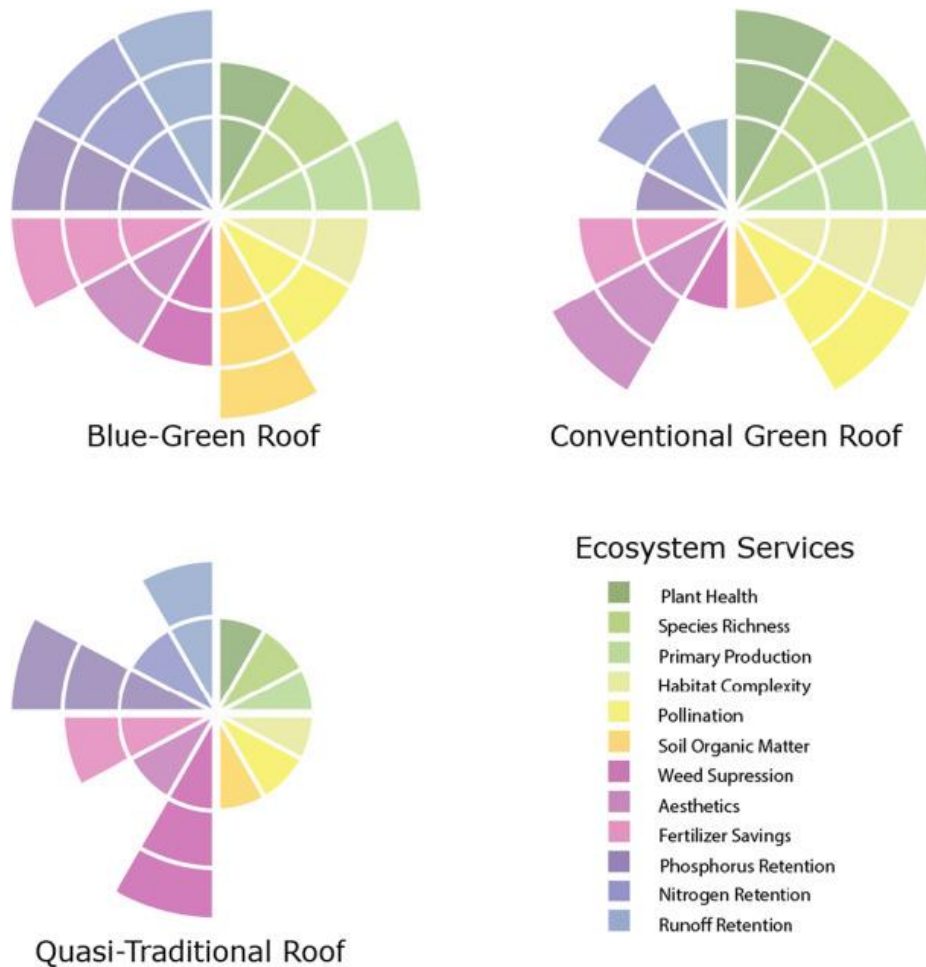 Blue-Green Roof
Conventional Green Roof
Quasi-Traditional Roof
Ecosystem Services
Plant Health
Species Richness
Primary Production
Habitat Complexity
Pollination
Soil Organic Matter
Weed Supression
Aesthetics
Fertilizer Savings
Phosphorus Retention
Nitrogen Retention
Runoff Retention